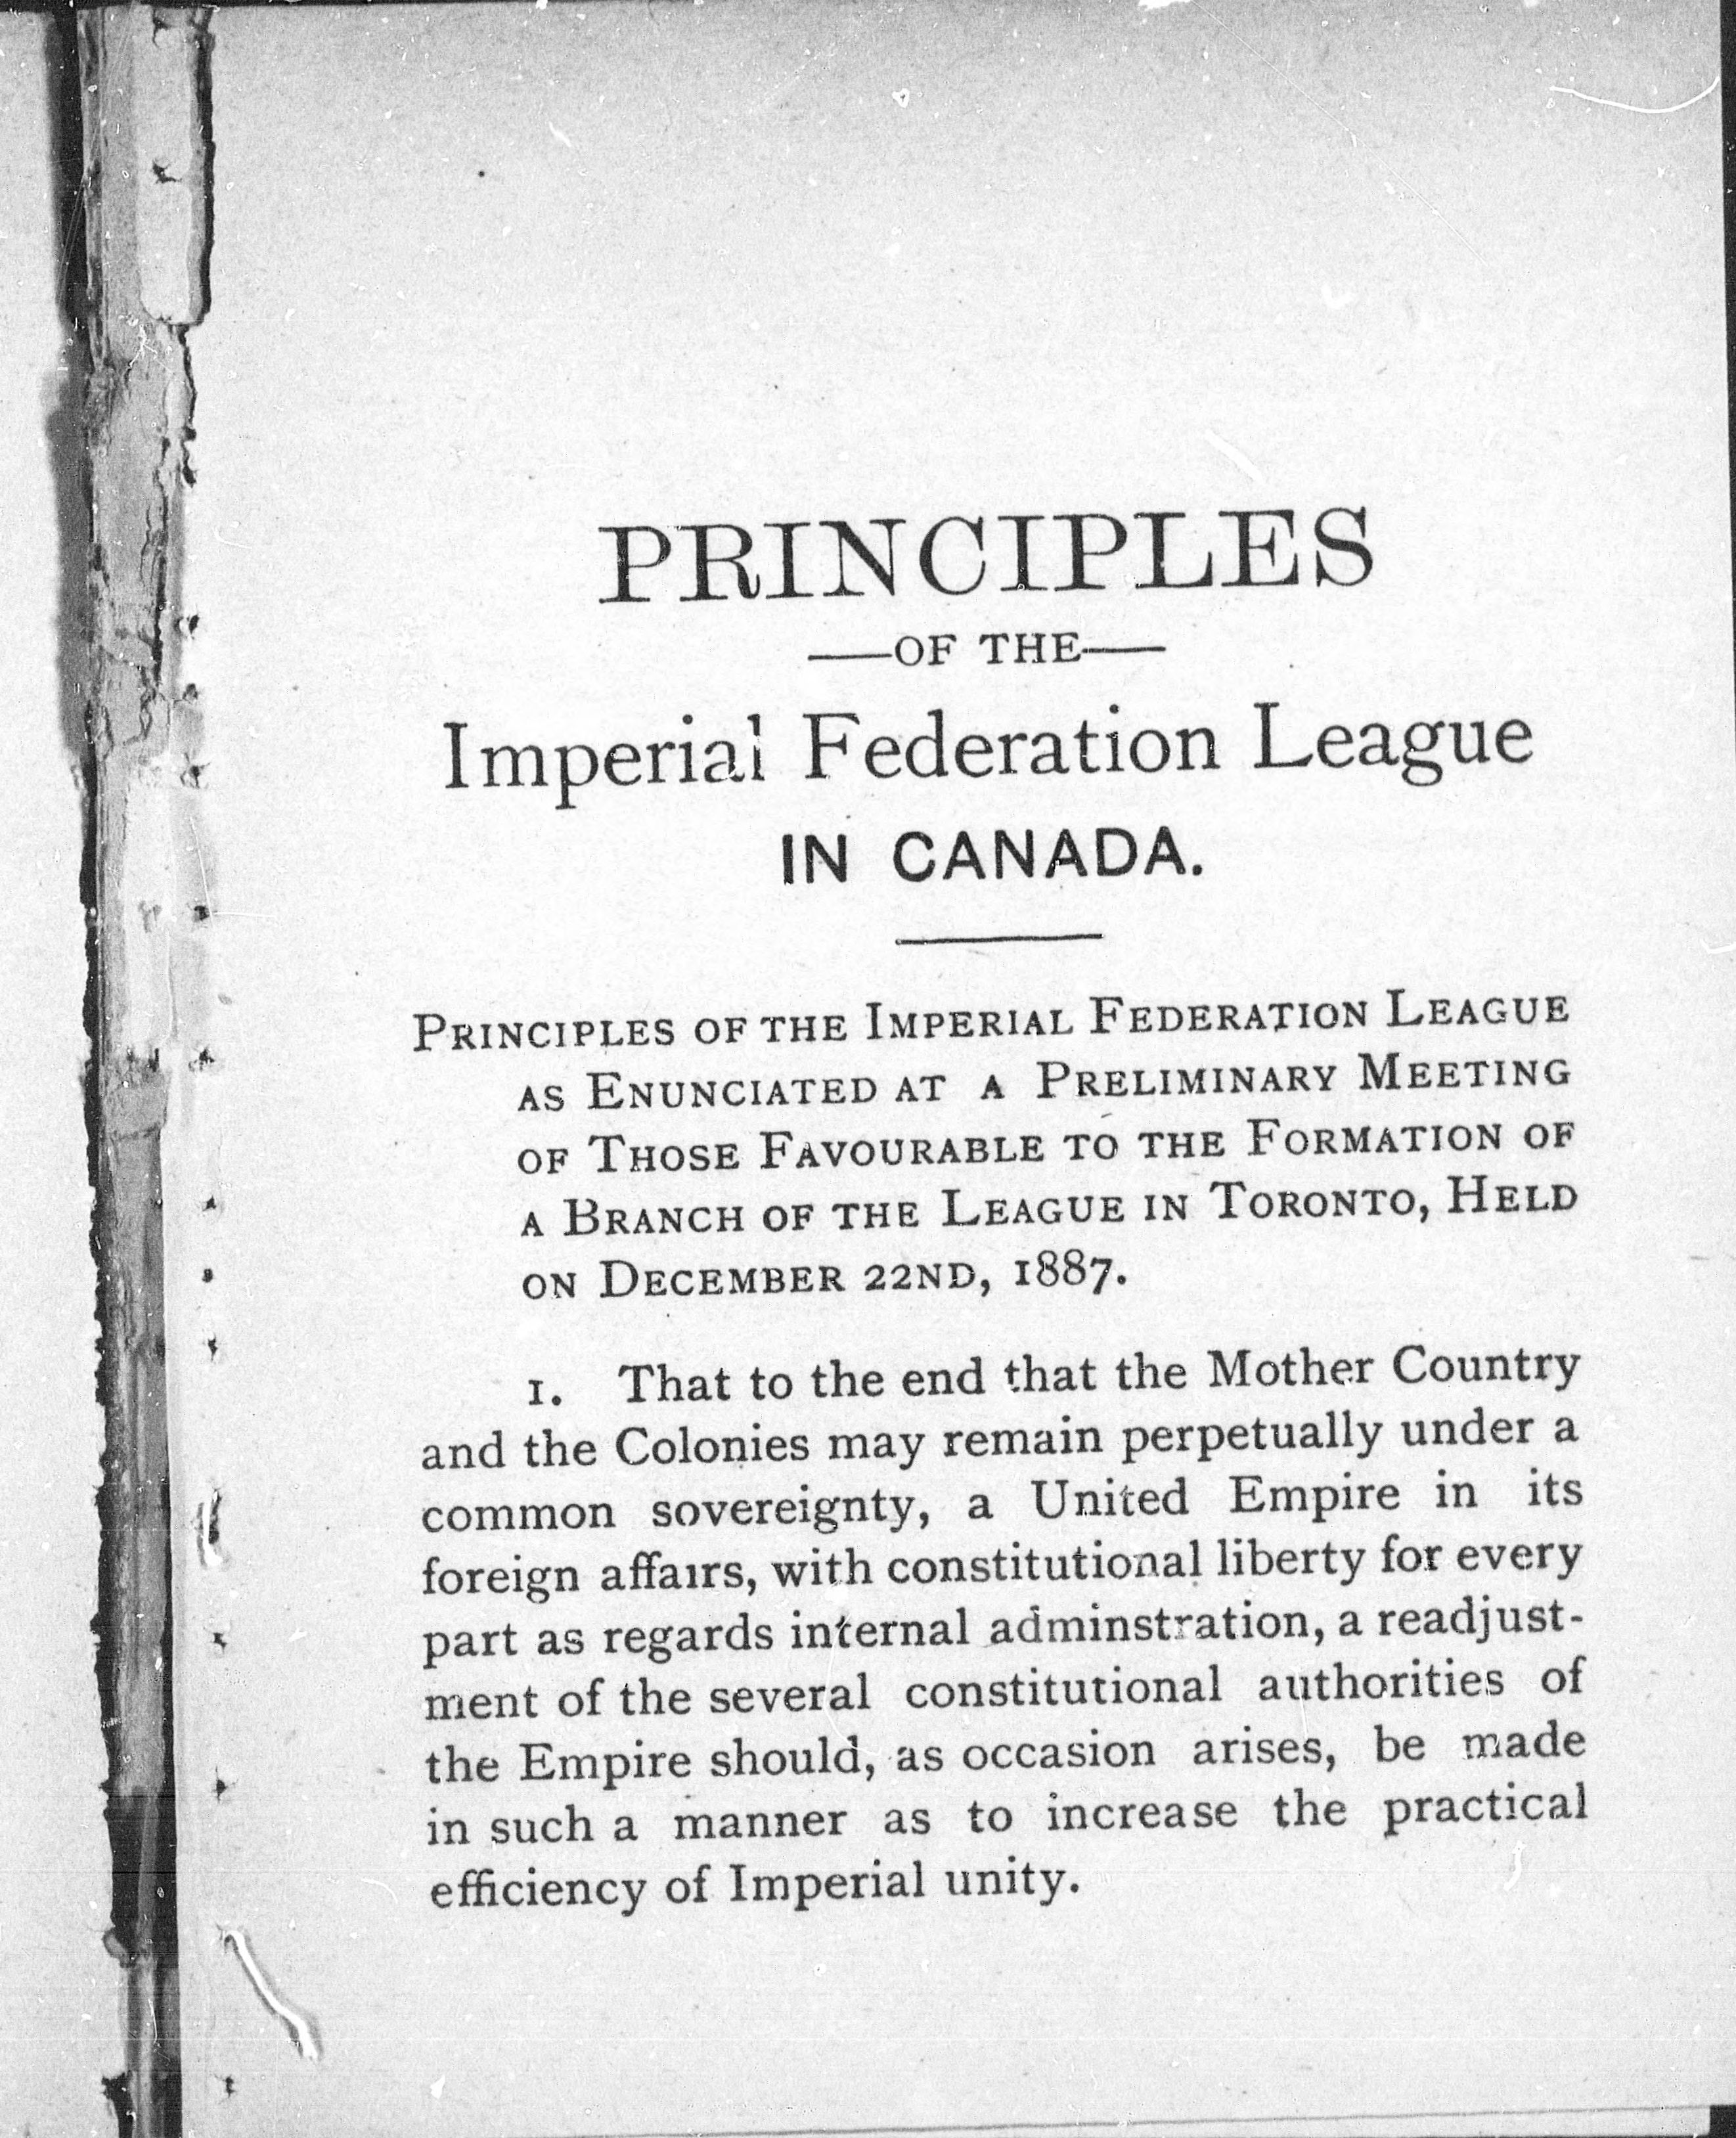 PRINCIPLES
—OF THE—
Imperial Federation League
IN CANADA.
PRINCIPLES OF THE IMPERIAL FEDERATION LEAGUE
AS ENUNCIATED AT A PRELIMINARY MEETING
OF THOSE FAVOURABLE TO THE FORMATION OF
A BRANCH OF THE LEAGUE IN TORONTO, HELD
ON DECEMBER 22ND, 1887.
1. That to the end that the Mother Country
and the Colonies may remain perpetually under a
common sovereignty, a United Empire in its
foreign affairs, with constitutional liberty for every
part as regards internal adminstration, a readjust-
ment of the several constitutional authorities of
the Empire should, as occasion arises, be made
in such a manner as to increase the practical
efficiency of Imperial unity.